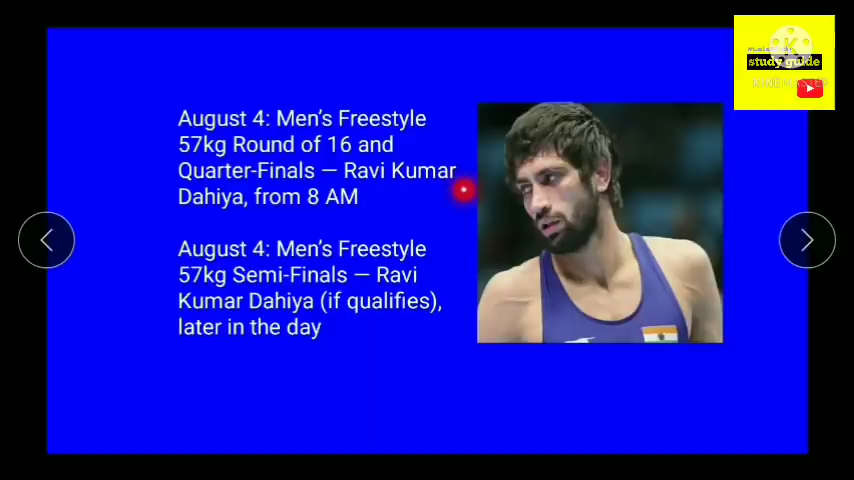 August 4: Men's Freestyle
57kg Round of 16 and
Quarter-Finals — Ravi Kumar
Dahiya, from 8 AM
August 4: Men's Freestyle
57kg Semi-Finals — Ravi
Kumar Dahiya (if qualifies),
later in the day
K
study guide
KINEMASTER